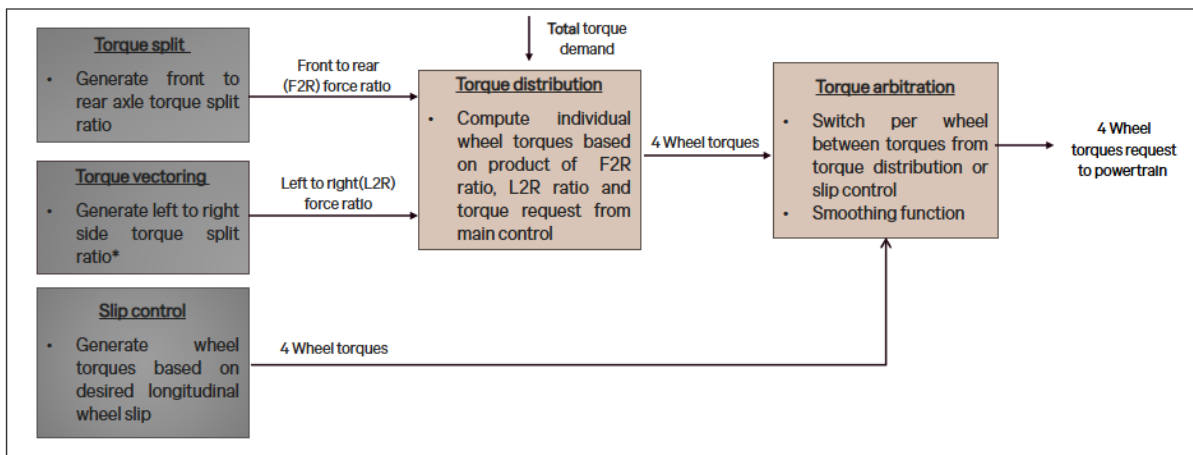 Torque split
• Generate front to
rear axle torque split
ratio
Front to rear
(F2R) force ratio
Total torque
demand
Torque vectoring
• Generate left to right
side torque split
ratio*
Left to right(L2R)
force ratio
Torque distribution
• Compute individual
wheel torques based
on product of F2R
ratio, L2R ratio and
torque request from
main control
4 Wheel torques
Torque arbitration
• Switch per wheel
between torques from
torque distribution or
slip control
• Smoothing function
4 Wheel
torques request
to powertrain
Slip control
• Generate wheel
torques based on
desired longitudinal
wheel slip
4 Wheel torques